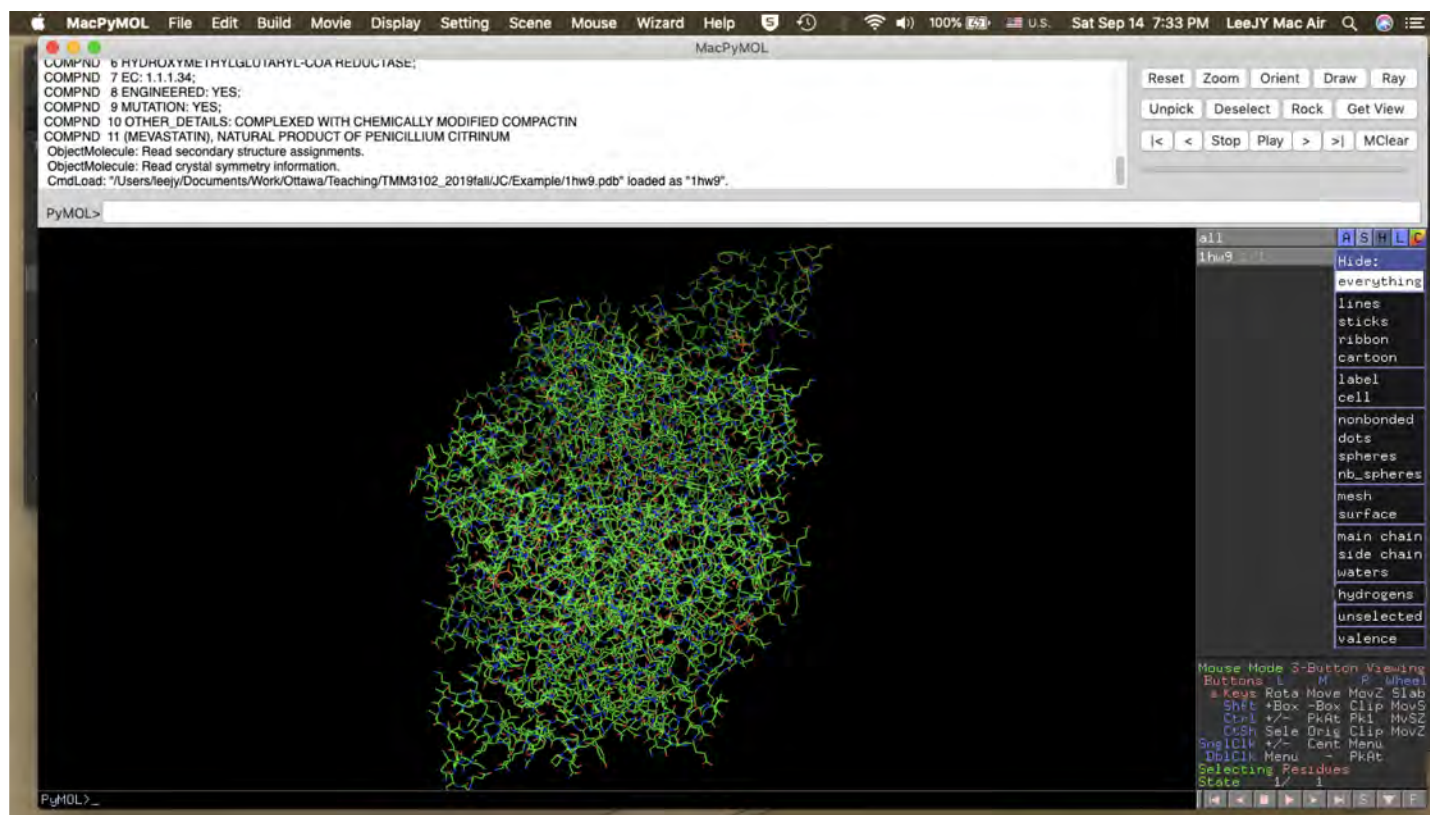 MacPyMOL File Edit Build Movie Display Setting Scene Mouse Wizard Help 100% U.S. Sat Sep 14 7:33 PM LeeJY Mac Air
MacPyMOL
COMPND 6 HYDROXYMETHYLGLUTARYL-COA REDUCTASE;
COMPND 7 EC: 1.1.1.34;
COMPND 8 ENGINEERED: YES;
COMPND 9 MUTATION: YES;
COMPND 10 OTHER_DETAILS: COMPLEXED WITH CHEMICALLY MODIFIED COMPACTIN
COMPND 11 (MEVASTATIN), NATURAL PRODUCT OF PENICILLIUM CITRINUM
ObjectMolecule: Read secondary structure assignments.
ObjectMolecule: Read crystal symmetry information.
CmdLoad: "/Users/leejy/Documents/Work/Ottawa/Teaching/TMM3102_2019fall/JC/Example/1hw9.pdb" loaded as "1hw9".
PyMOL>
Reset Zoom Orient Draw Ray
Unpick Deselect Rock Get View
|< < Stop Play > >| MClear
all A S H L C
1hw9
Hide:
everything
lines
sticks
ribbon
cartoon
label
cell
nonbonded
dots
spheres
nb_spheres
mesh
surface
main chain
side chain
waters
hydrogens
unselected
valence
Mouse Mode 3-Button Viewing
Buttons L M R Wheel
& Keys Rota Move MovZ Slab
Shft +Box -Box Clip MovS
Ctrl +/- PkAt Pk1 MvSZ
CtSh Sele Orig Clip MovZ
SnglClk +/- Cent Menu
DblClk Menu - PkAt
Selecting Residues
State 1/ 1
S F
PyMOL>_